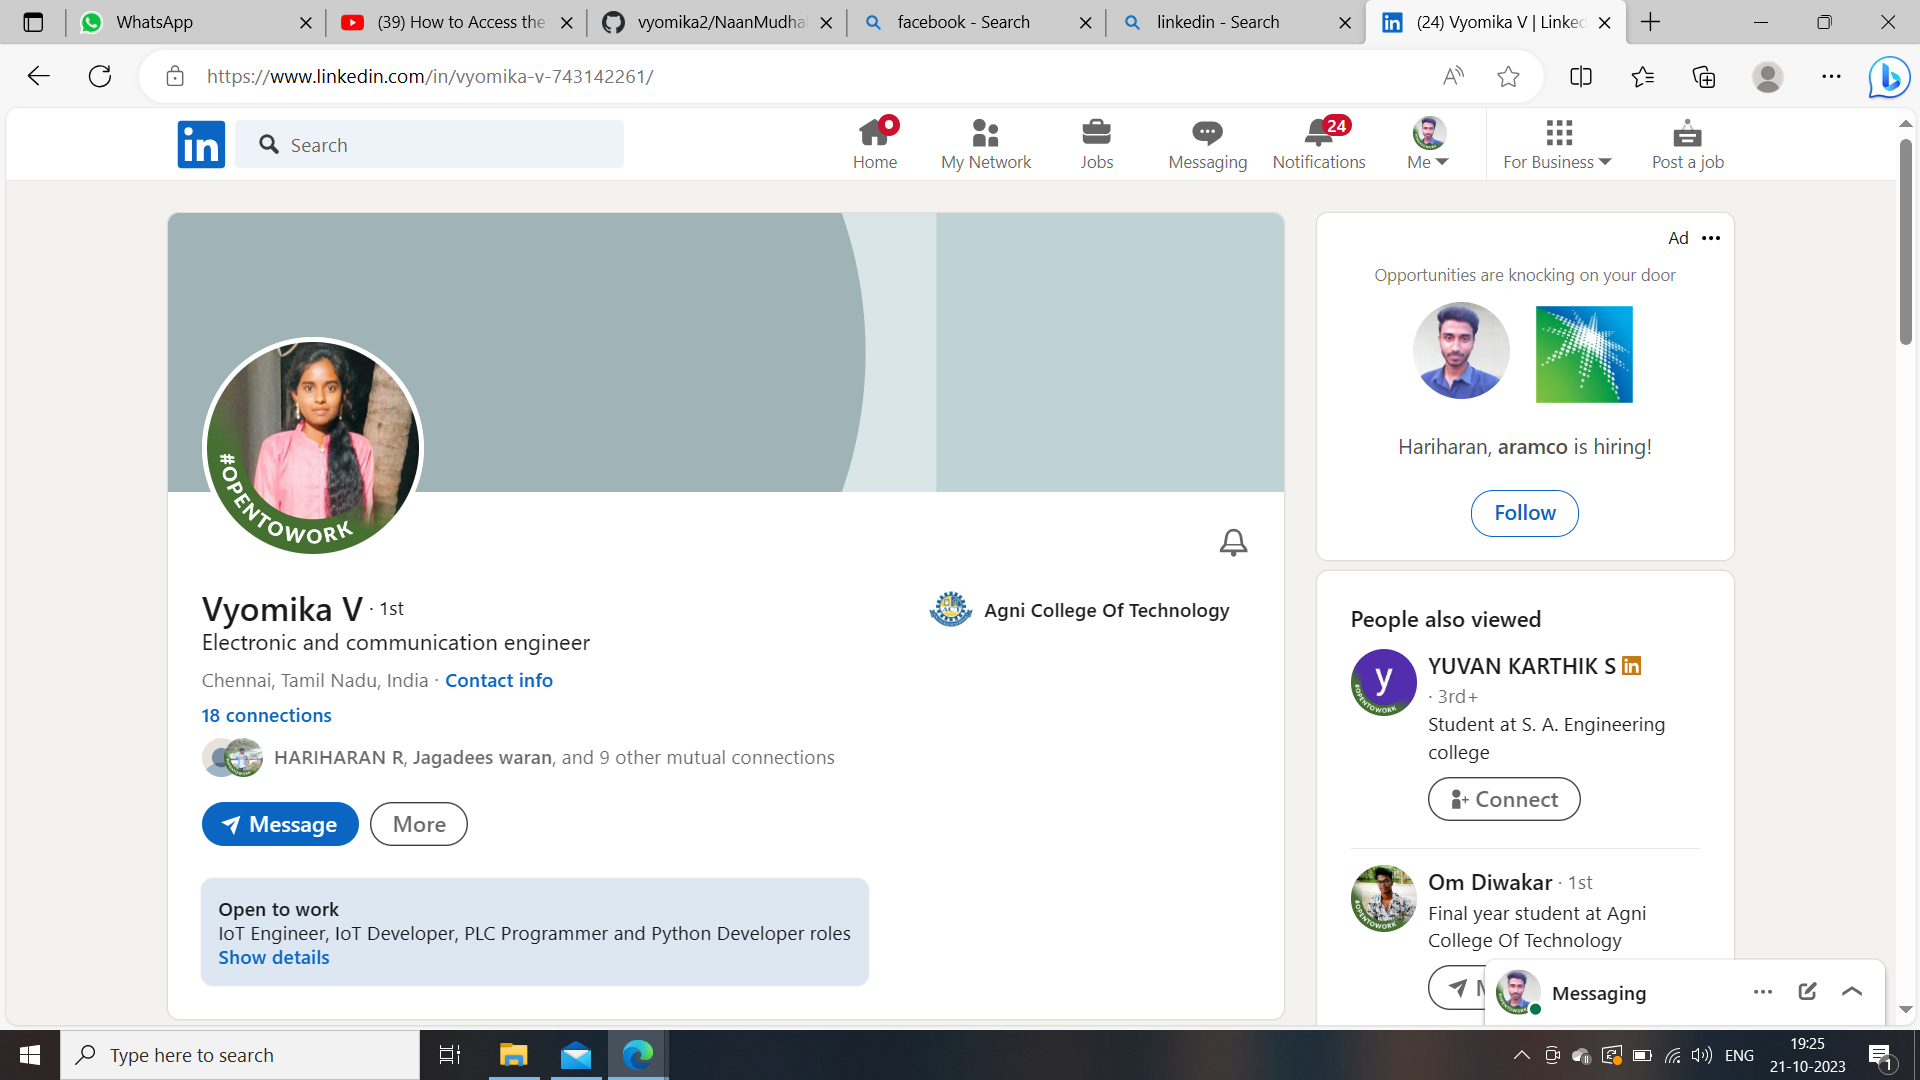 WhatsApp
(39) How to Access the
vyomika2/NaanMudha
facebook - Search
linkedin - Search
(24) Vyomika V | Linked
https://www.linkedin.com/in/vyomika-v-743142261/
in
Search
Home
My Network
Jobs
Messaging
24
Notifications
Me
For Business
Post a job
#OPENTOWORK
Vyomika V · 1st
Electronic and communication engineer
Chennai, Tamil Nadu, India · Contact info
18 connections
HARIHARAN R, Jagadees waran, and 9 other mutual connections
Message
More
Agni College Of Technology
Open to work
IoT Engineer, IoT Developer, PLC Programmer and Python Developer roles
Show details
Ad
Opportunities are knocking on your door
Hariharan, aramco is hiring!
Follow
People also viewed
y
#OPENTOWORK
YUVAN KARTHIK S in
· 3rd+
Student at S. A. Engineering
college
Connect
#OPENTOWORK
Om Diwakar · 1st
Final year student at Agni
College Of Technology
Messaging
Type here to search
ENG
19:25
21-10-2023
1